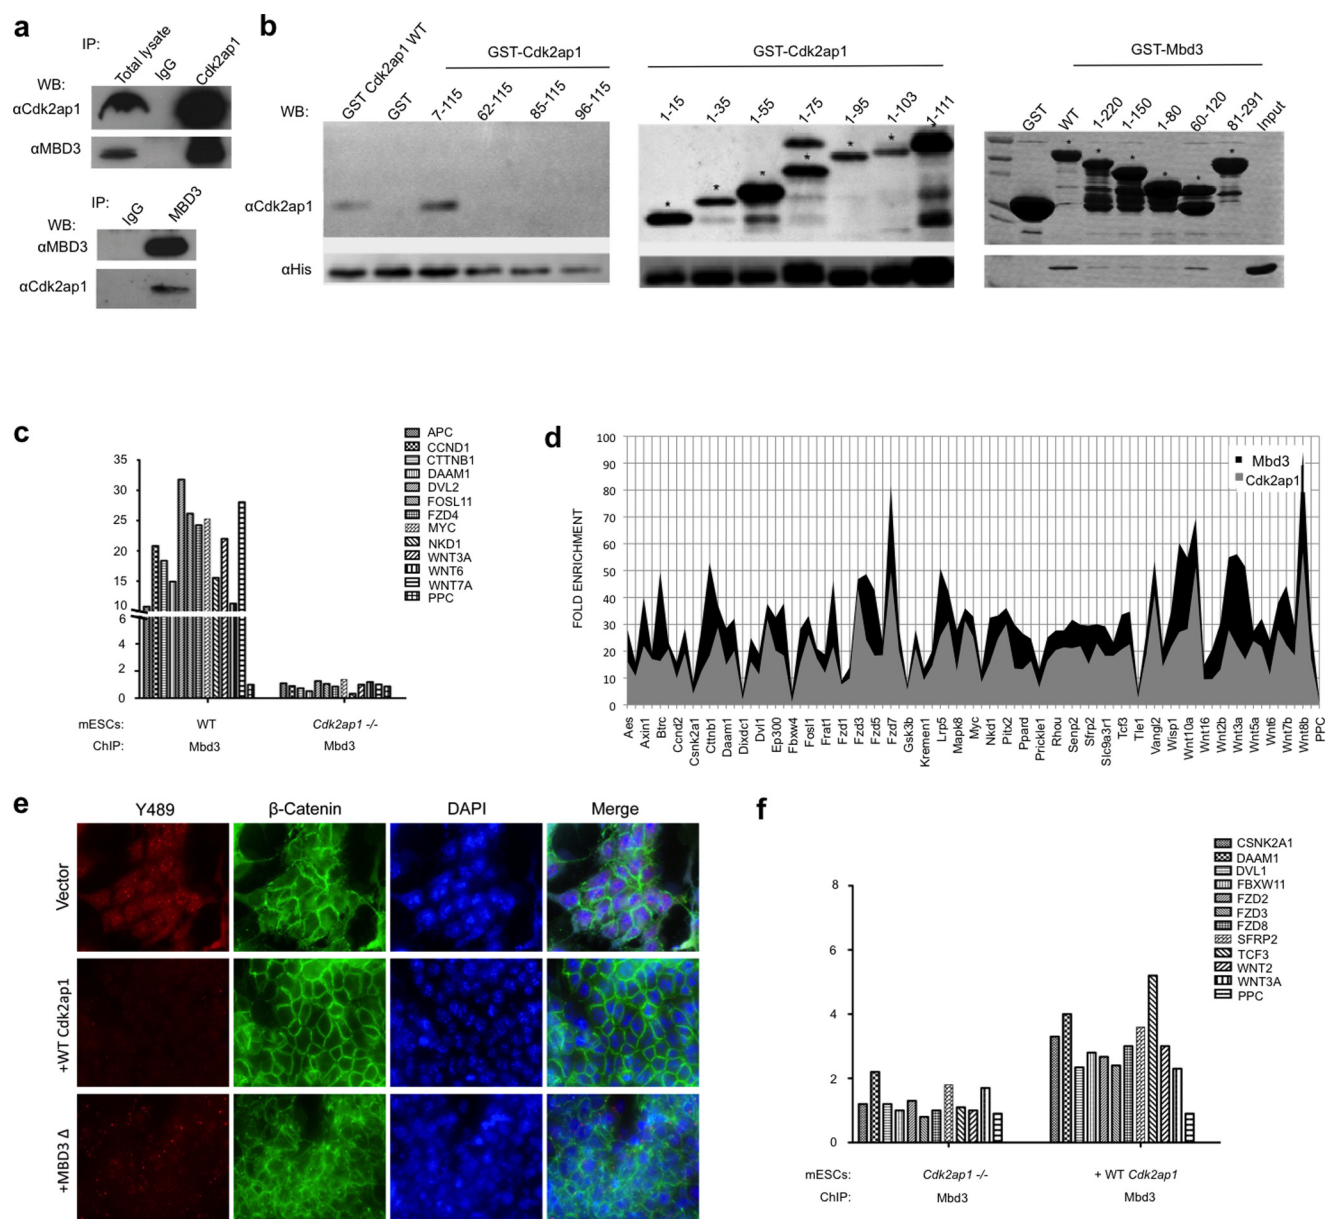 a
IP:
Total lysate
IgG
Cdk2ap1
WB:
αCdk2ap1
αMBD3
IP:
IgG
MBD3
WB:
αMBD3
αCdk2ap1
b
GST-Cdk2ap1
GST-Cdk2ap1
GST-Mbd3
WB:
GST Cdk2ap1 WT
GST
7-115
62-115
85-115
96-115
1-15
1-35
1-55
1-75
1-95
1-103
1-111
GST
WT
1-220
1-150
1-80
60-120
81-291
Input
* * * * * *
* * * * * *
αCdk2ap1
αHis
c
35
30
25
20
15
10
6
4
2
0
APC
CCND1
CTTNB1
DAAM1
DVL2
FOSL11
FZD4
MYC
NKD1
WNT3A
WNT6
WNT7A
PPC
mESCs: WT Cdk2ap1 -/-
ChIP: Mbd3 Mbd3
d
FOLD ENRICHMENT
100
90
80
70
60
50
40
30
20
10
0
Mbd3
Cdk2ap1
Aes
Axin1
Btrc
Ccnd2
Csnk2a1
Cttnb1
Daam1
Dixdc1
Dvl1
Ep300
Fbxw4
Fosl1
Frat1
Fzd1
Fzd3
Fzd5
Fzd7
Gsk3b
Kremen1
Lrp5
Mapk8
Myc
Nkd1
Pitx2
Ppard
Prickle1
Rhou
Senp2
Sfrp2
Slc9a3r1
Tcf3
Tle1
Vangl2
Wisp1
Wnt10a
Wnt16
Wnt2b
Wnt3a
Wnt5a
Wnt6
Wnt7b
Wnt8b
PPC
e
Y489 β-Catenin DAPI Merge
Vector
+WT Cdk2ap1
+MBD3 Δ
f
8
6
4
2
0
CSNK2A1
DAAM1
DVL1
FBXW11
FZD2
FZD3
FZD8
SFRP2
TCF3
WNT2
WNT3A
PPC
mESCs: Cdk2ap1 -/- + WT Cdk2ap1
ChIP: Mbd3 Mbd3